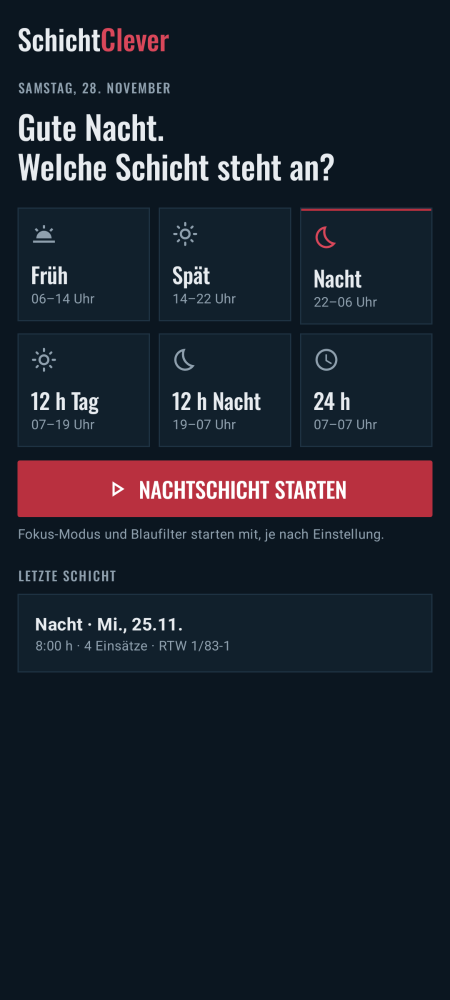 SchichtClever
SAMSTAG, 28. NOVEMBER
Gute Nacht.
Welche Schicht steht an?
Früh
06–14 Uhr
Spät
14–22 Uhr
Nacht
22–06 Uhr
12 h Tag
07–19 Uhr
12 h Nacht
19–07 Uhr
24 h
07–07 Uhr
NACHTSCHICHT STARTEN
Fokus-Modus und Blaufilter starten mit, je nach Einstellung.
LETZTE SCHICHT
Nacht · Mi., 25.11.
8:00 h · 4 Einsätze · RTW 1/83-1